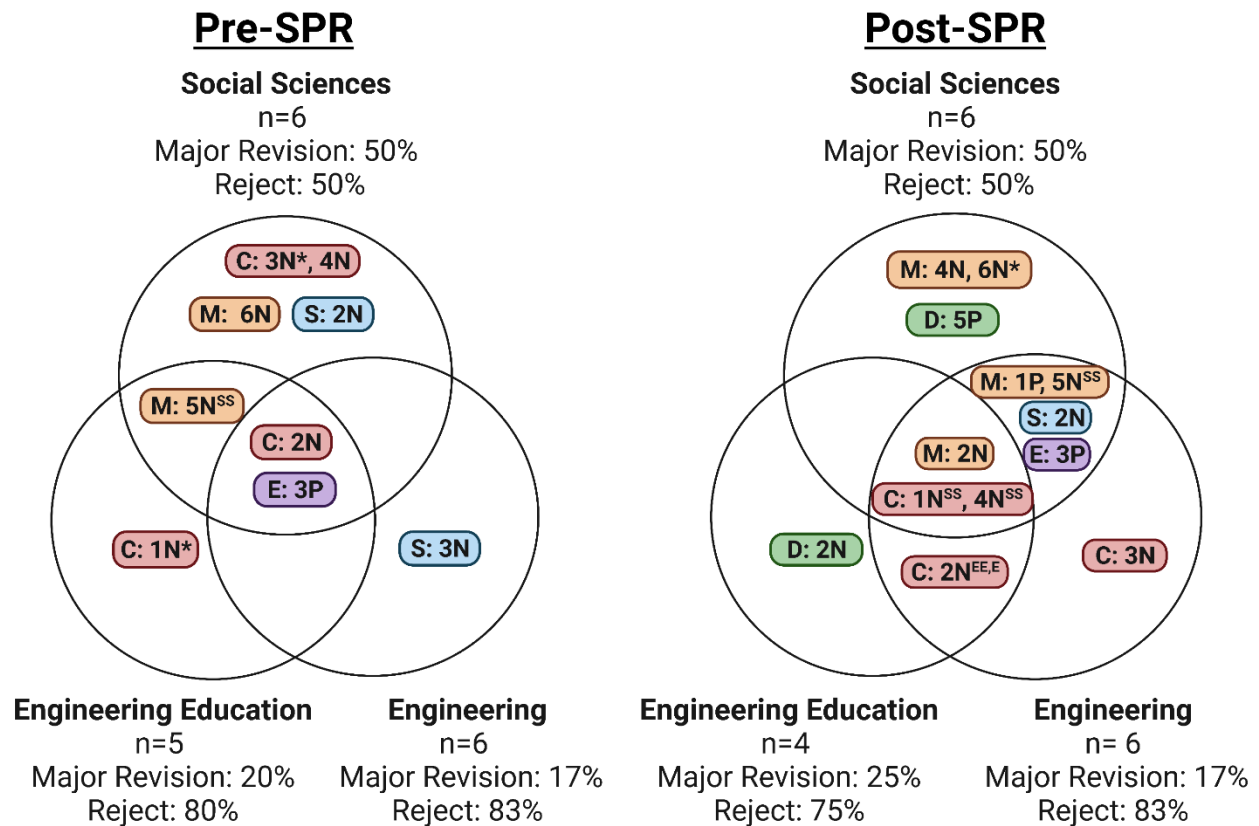 Pre-SPR
Social Sciences
n=6
Major Revision: 50%
Reject: 50%
C: 3N*, 4N
M:  6N
S: 2N
M: 5N^SS
C: 2N
E: 3P
C: 1N*
S: 3N
Engineering Education
n=5
Major Revision: 20%
Reject: 80%
Engineering
n=6
Major Revision: 17%
Reject: 83%
Post-SPR
Social Sciences
n=6
Major Revision: 50%
Reject: 50%
M: 4N, 6N*
D: 5P
M: 1P, 5N^SS
S: 2N
M: 2N
E: 3P
C: 1N^SS, 4N^SS
D: 2N
C: 2N^EE,E
C: 3N
Engineering Education
n=4
Major Revision: 25%
Reject: 75%
Engineering
n= 6
Major Revision: 17%
Reject: 83%